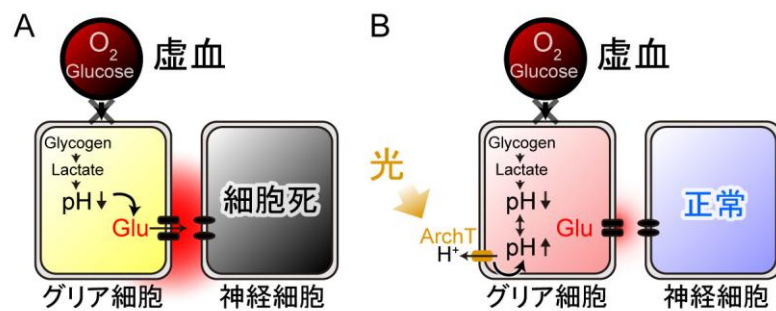 A
O2
Glucose
虚血
Glycogen
Lactate
pH
Glu
細胞死
グリア細胞
神経細胞
B
O2
Glucose
虚血
光
ArchT
H+
Glycogen
Lactate
pH
pH
Glu
正常
グリア細胞
神経細胞